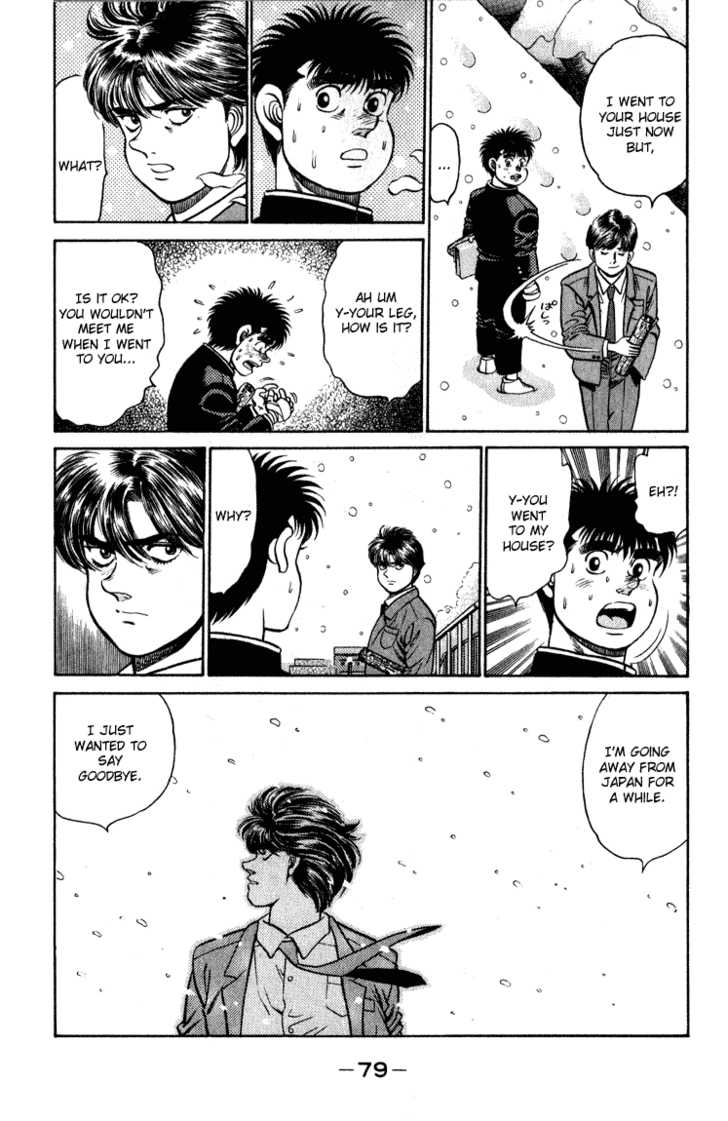 I WENT TO
YOUR HOUSE
JUST NOW
BUT,
...
WHAT?
AH UM
Y-YOUR LEG,
HOW IS IT?
IS IT OK?
YOU WOULDN'T
MEET ME
WHEN I WENT
TO YOU...
EH?!
Y-YOU
WENT
TO MY
HOUSE?
WHY?
I'M GOING
AWAY FROM
JAPAN FOR
A WHILE.
I JUST
WANTED TO
SAY
GOODBYE.
-79-